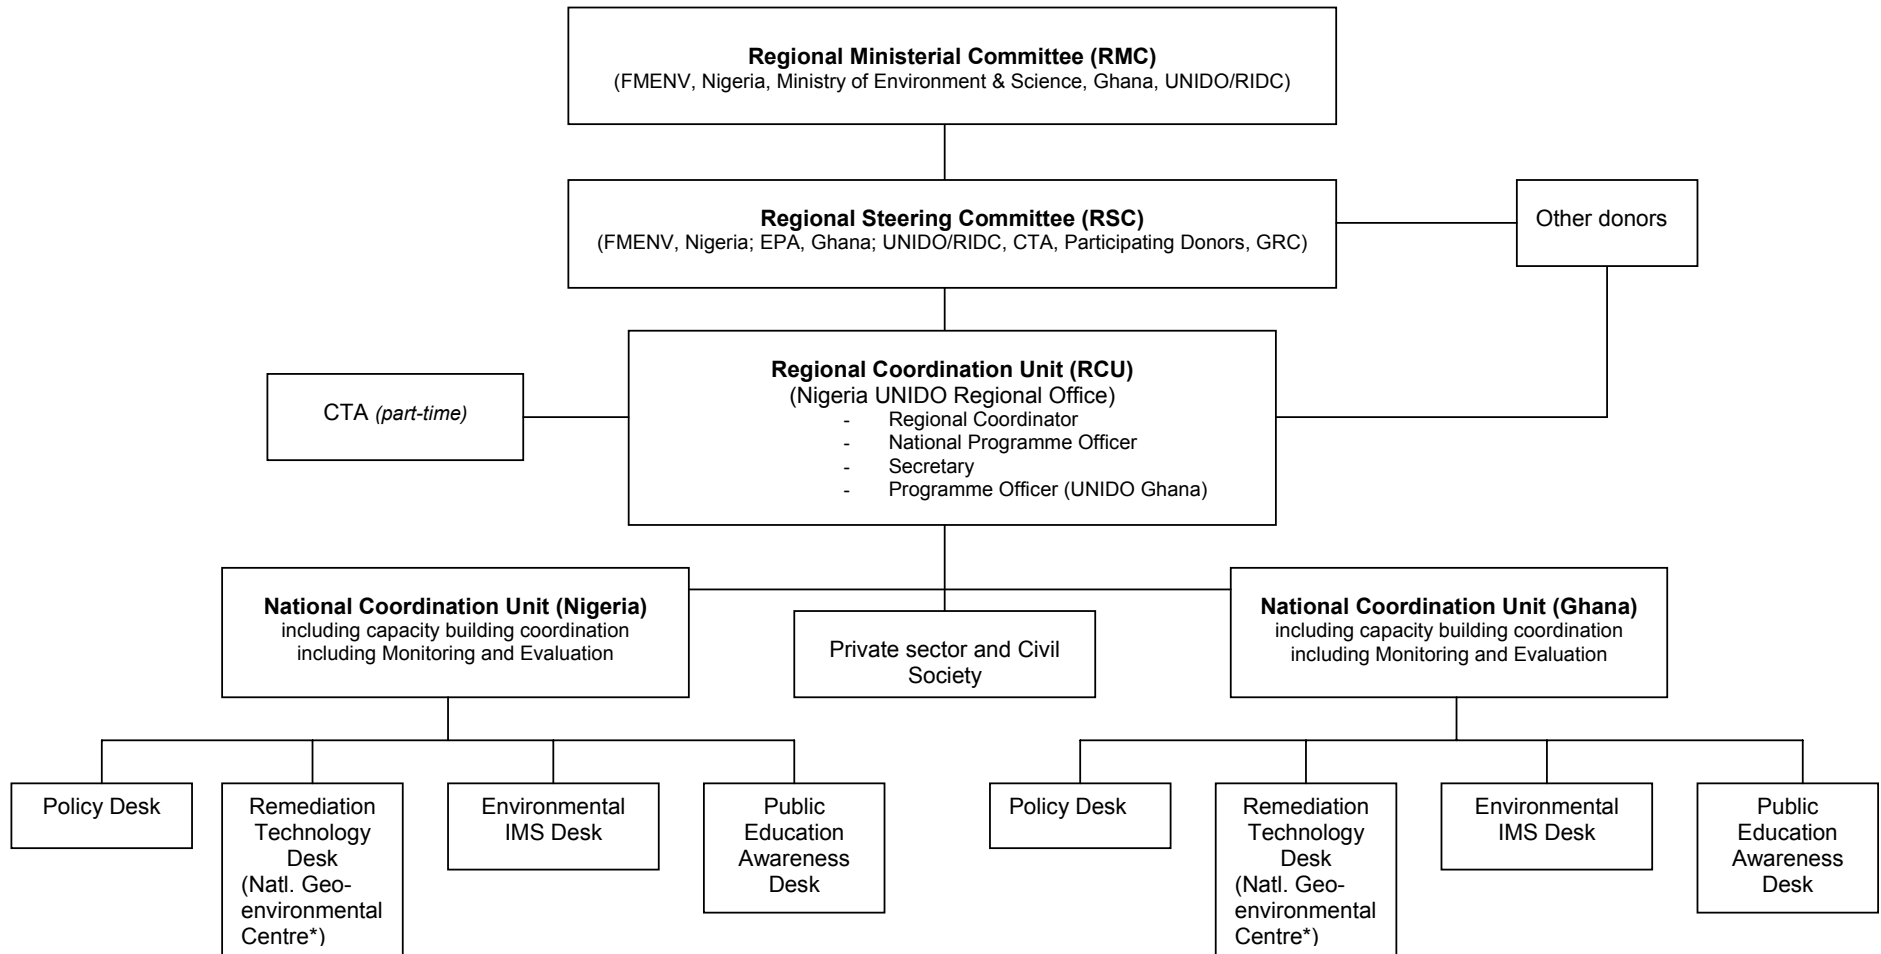 Regional Ministerial Committee (RMC)
(FMENV, Nigeria, Ministry of Environment & Science, Ghana, UNIDO/RIDC)
Regional Steering Committee (RSC)
(FMENV, Nigeria; EPA, Ghana; UNIDO/RIDC, CTA, Participating Donors, GRC)
Other donors
Regional Coordination Unit (RCU)
(Nigeria UNIDO Regional Office)
- Regional Coordinator
- National Programme Officer
- Secretary
- Programme Officer (UNIDO Ghana)
CTA (part-time)
National Coordination Unit (Nigeria)
including capacity building coordination
including Monitoring and Evaluation
Private sector and Civil
Society
National Coordination Unit (Ghana)
including capacity building coordination
including Monitoring and Evaluation
Policy Desk
Remediation
Technology
Desk
(Natl. Geo-
environmental
Centre*)
Environmental
IMS Desk
Public
Education
Awareness
Desk
Policy Desk
Remediation
Technology
Desk
(Natl. Geo-
environmental
Centre*)
Environmental
IMS Desk
Public
Education
Awareness
Desk